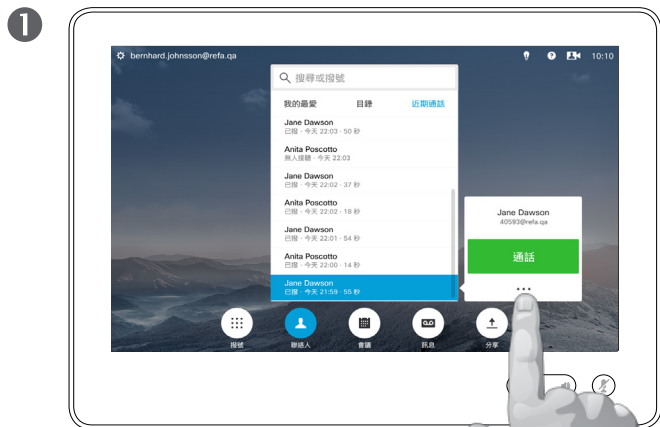 1
bernhard.johnsson@refa.qa
10:10
搜尋或撥號
我的最愛 目錄 近期通話
Jane Dawson
已撥 · 今天 22:03 · 50 秒
Anita Poscotto
無人接聽 · 今天 22:03
Jane Dawson
已撥 · 今天 22:02 · 37 秒
Anita Poscotto
已撥 · 今天 22:02 · 18 秒
Jane Dawson
已撥 · 今天 22:01 · 54 秒
Anita Poscotto
已撥 · 今天 22:00 · 14 秒
Jane Dawson
已撥 · 今天 21:59 · 55 秒
Jane Dawson
40593@refa.qa
通話
撥號 聯絡人 會議 訊息 分享